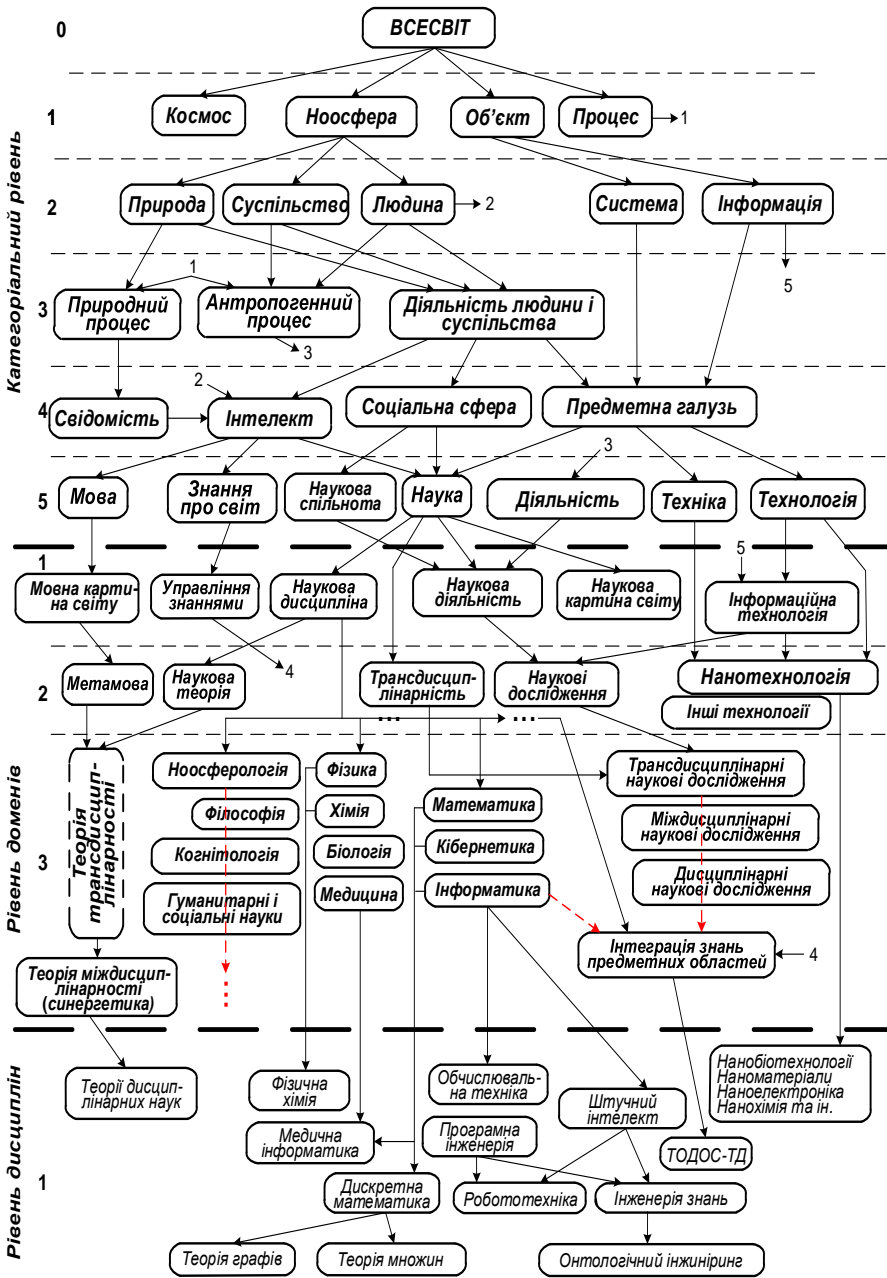 0
ВСЕСВІТ
Категоріальний рівень
1
Космос
Ноосфера
Об’єкт
Процес
1
2
Природа
Суспільство
Людина
2
Система
Інформація
5
3
1
Природний
процес
Антропогенний
процес
3
Діяльність людини і
суспільства
4
2
Свідомість
Інтелект
Соціальна сфера
Предметна галузь
5
Мова
Знання
про світ
Наукова
спільнота
Наука
3
Діяльність
Техніка
Технологія
Рівень доменів
1
Мовна карти-
на світу
Управління
знаннями
4
Наукова
дисципліна
Наукова
діяльність
Наукова
картина світу
5
Інформаційна
технологія
2
Метамова
Наукова
теорія
Трансдисцип-
лінарність
Наукові
дослідження
Нанотехнологія
Інші технології
...
...
3
Теорія
трансдисцип-
лінарності
Ноосферологія
Філософія
Когнітологія
Гуманітарні і
соціальні науки
Фізика
Хімія
Біологія
Медицина
Математика
Кібернетика
Інформатика
Трансдисциплінарні
наукові дослідження
Міждисциплінарні
наукові дослідження
Дисциплінарні
наукові дослідження
Інтеграція знань
предметних областей
4
Теорія міждисцип-
лінарності
(синергетика)
...
Рівень дисциплін
1
Теорії дисцип-
лінарних наук
Фізична
хімія
Обчислюваль-
на техніка
Штучний
інтелект
Нанобіотехнології
Наноматеріали
Наноелектроніка
Нанохімія та ін.
Медична
інформатика
Програмна
інженерія
ТОДОС-ТД
Дискретна
математика
Робототехніка
Інженерія знань
Теорія графів
Теорія множин
Онтологічний інжиніринг